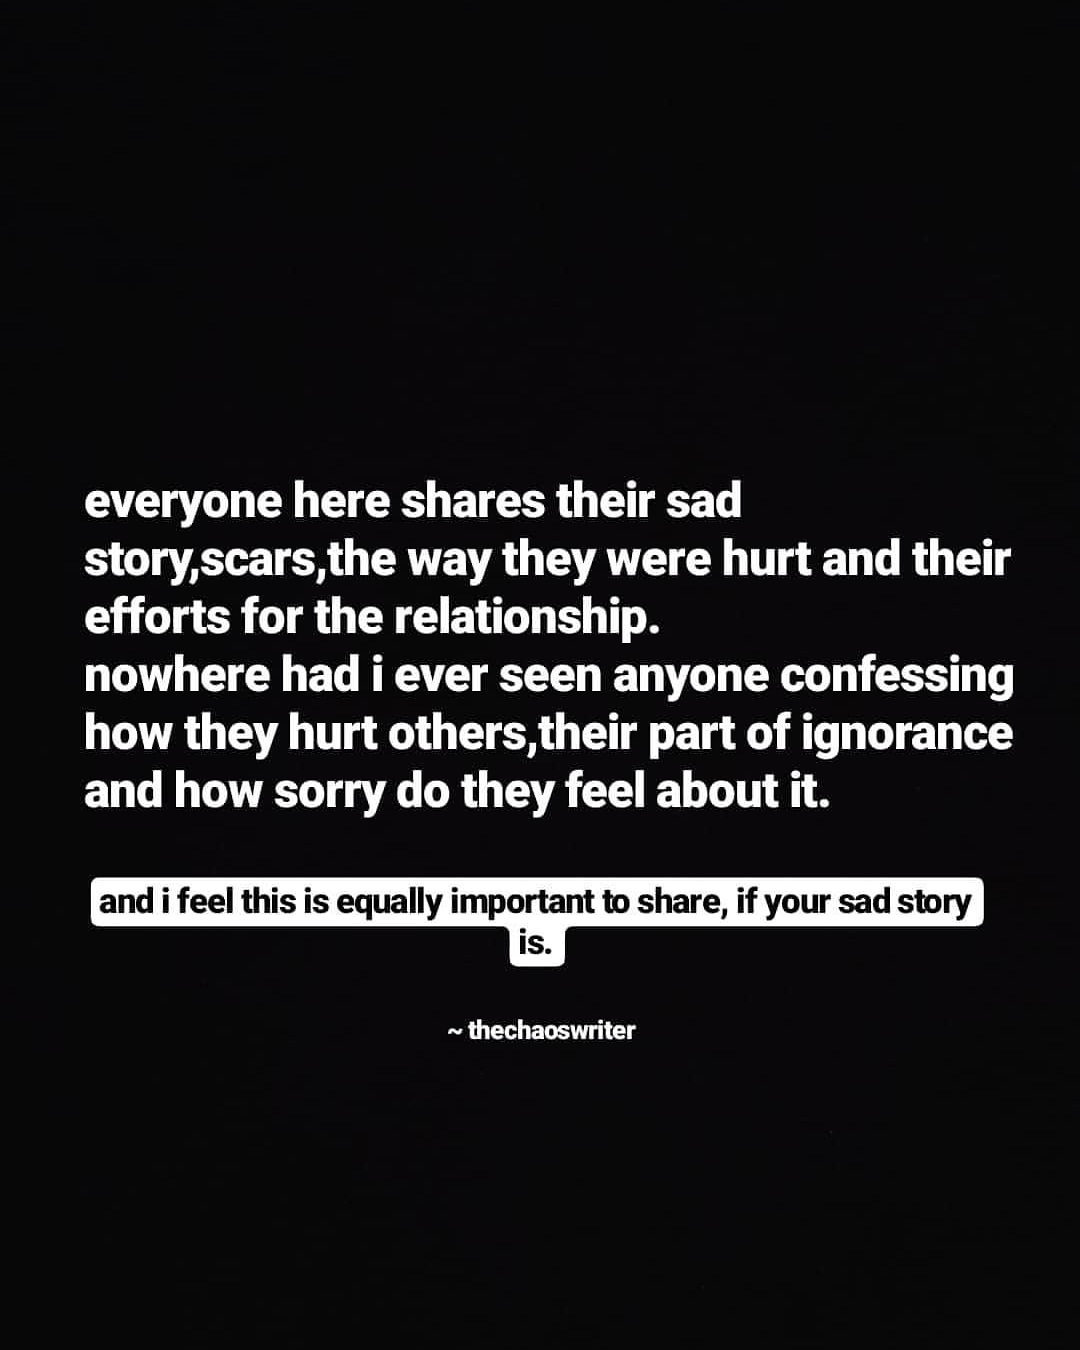 everyone here shares their sad
story,scars,the way they were hurt and their
efforts for the relationship.
nowhere had i ever seen anyone confessing
how they hurt others,their part of ignorance
and how sorry do they feel about it.
and i feel this is equally important to share, if your sad story
is.
~ thechaoswriter